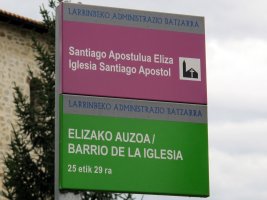 LARRINBEKO ADMINISTRAZIO BATZARRA
Santiago Apostulua Eliza
Iglesia Santiago Apostol
LARRINBEKO ADMINISTRAZIO BATZARRA
ELIZAKO AUZOA/
BARRIO DE LA IGLESIA
25 etik 29 ra